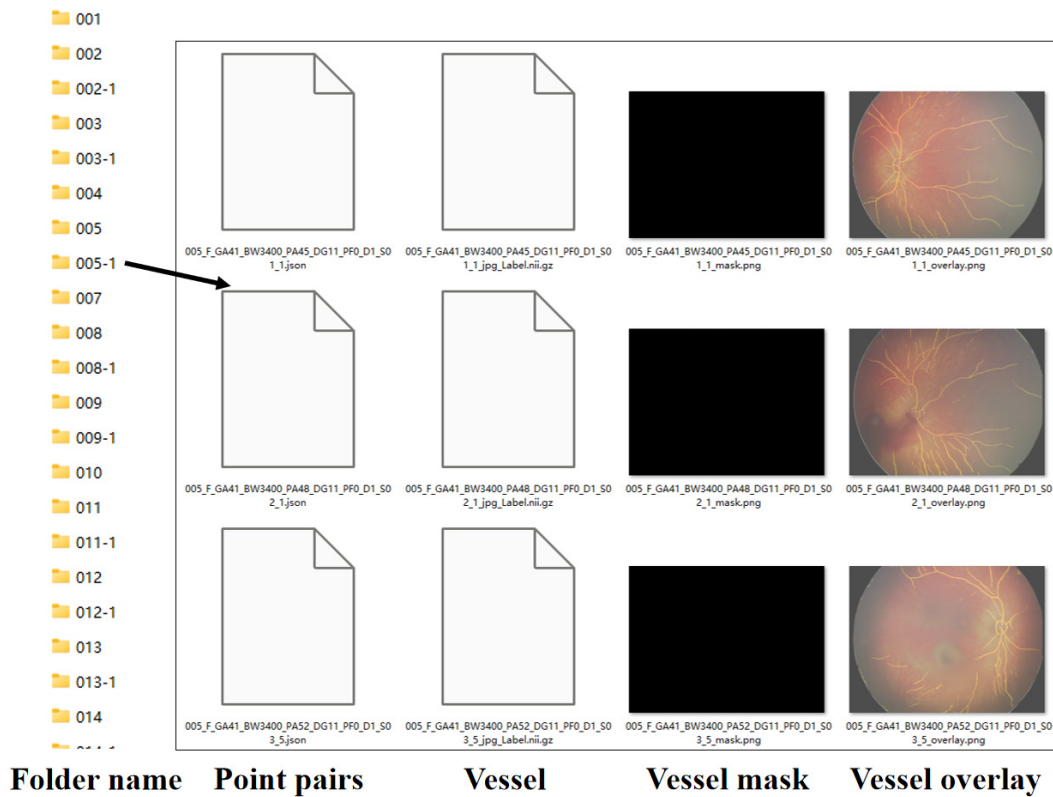 001
002
002-1
003
003-1
004
005
005-1
007
008
008-1
009
009-1
010
011
011-1
012
012-1
013
013-1
014
005_F_GA41_BW3400_PA45_DG11_PF0_D1_S0
1_1.json
005_F_GA41_BW3400_PA45_DG11_PF0_D1_S0
1_1_jpg_Label.nii.gz
005_F_GA41_BW3400_PA45_DG11_PF0_D1_S0
1_1_mask.png
005_F_GA41_BW3400_PA45_DG11_PF0_D1_S0
1_1_overlay.png
005_F_GA41_BW3400_PA48_DG11_PF0_D1_S0
2_1.json
005_F_GA41_BW3400_PA48_DG11_PF0_D1_S0
2_1_jpg_Label.nii.gz
005_F_GA41_BW3400_PA48_DG11_PF0_D1_S0
2_1_mask.png
005_F_GA41_BW3400_PA48_DG11_PF0_D1_S0
2_1_overlay.png
005_F_GA41_BW3400_PA52_DG11_PF0_D1_S0
3_5.json
005_F_GA41_BW3400_PA52_DG11_PF0_D1_S0
3_5_jpg_Label.nii.gz
005_F_GA41_BW3400_PA52_DG11_PF0_D1_S0
3_5_mask.png
005_F_GA41_BW3400_PA52_DG11_PF0_D1_S0
3_5_overlay.png
Folder name Point pairs Vessel Vessel mask Vessel overlay